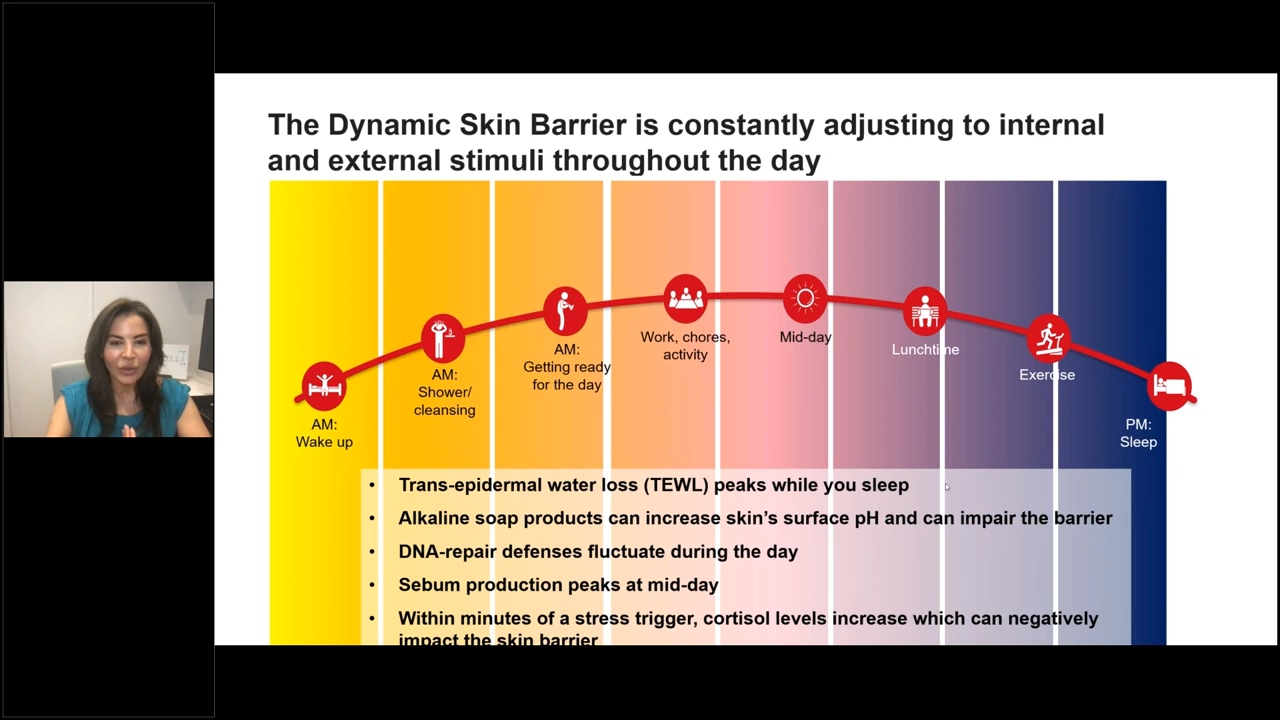 The Dynamic Skin Barrier is constantly adjusting to internal
and external stimuli throughout the day
AM:
Wake up
AM:
Shower/
cleansing
AM:
Getting ready
for the day
Work, chores,
activity
Mid-day
Lunchtime
Exercise
PM:
Sleep
• Trans-epidermal water loss (TEWL) peaks while you sleep
• Alkaline soap products can increase skin's surface pH and can impair the barrier
• DNA-repair defenses fluctuate during the day
• Sebum production peaks at mid-day
• Within minutes of a stress trigger, cortisol levels increase which can negatively
impact the skin barrier